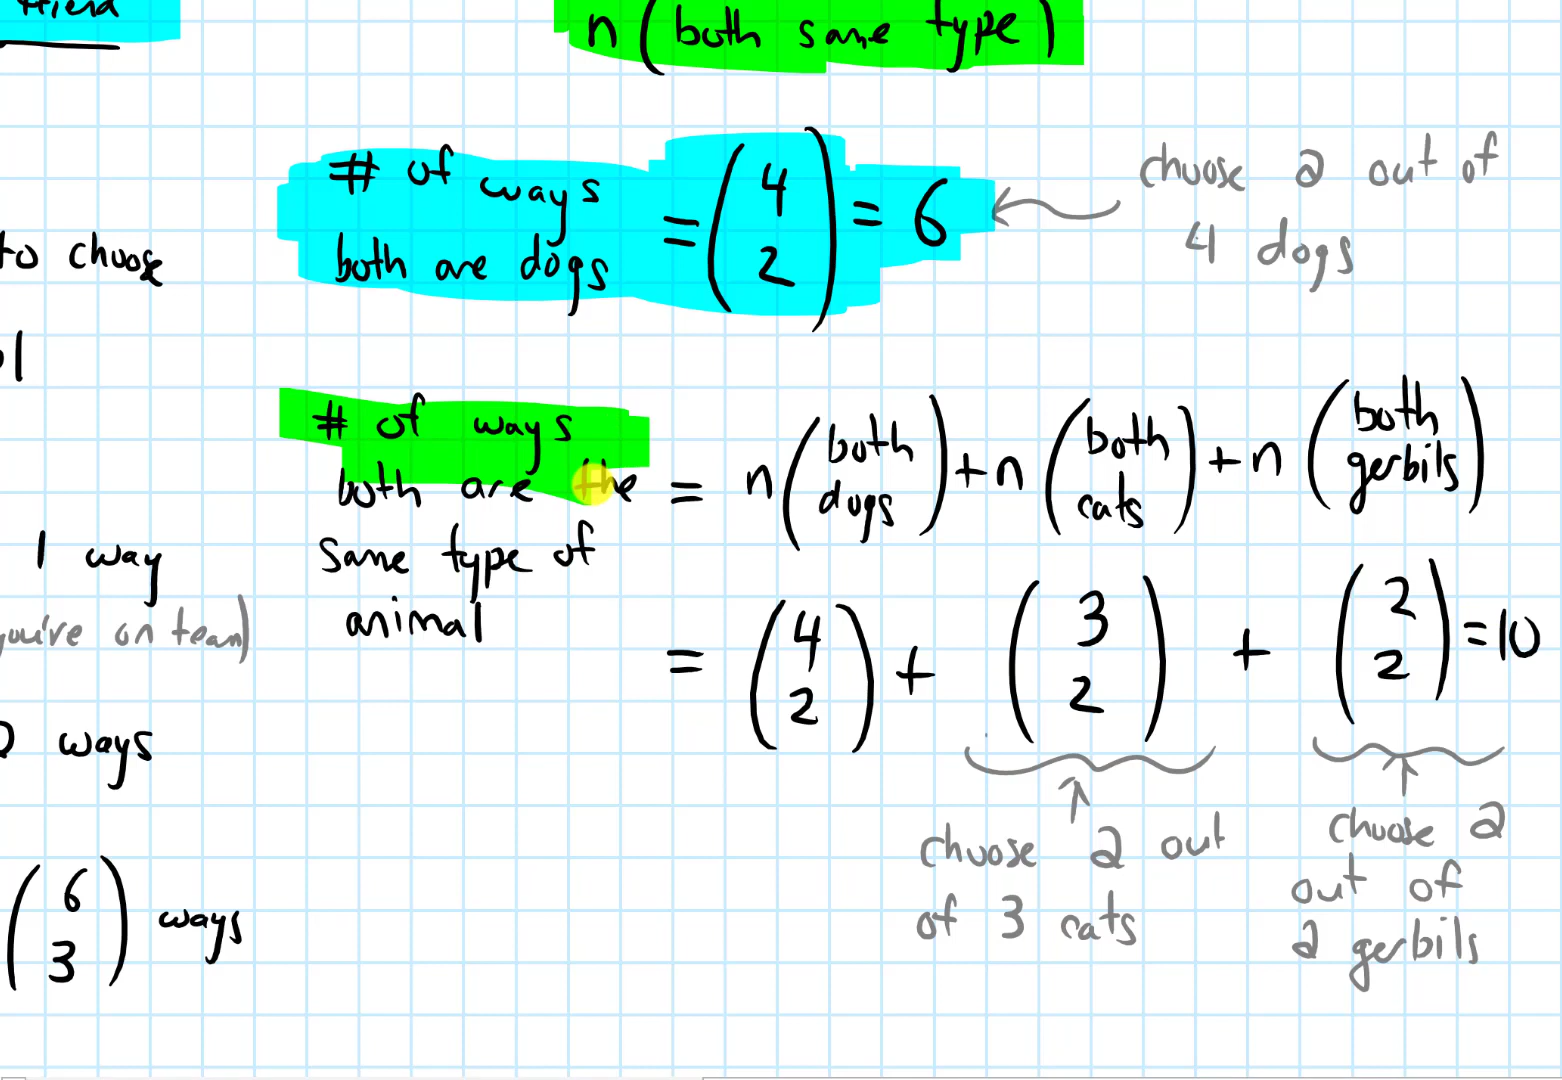 friend
n (both same type)
# of ways
both are dogs
= (4 2) = 6
choose 2 out of
4 dogs
to choose
# of ways
both are the
same type of
animal
= n (both dogs) + n (both cats) + n (both gerbils)
= (4 2) + (3 2) + (2 2) = 10
choose 2 out
of 3 cats
choose 2
out of
2 gerbils
1 way
you're on team)
ways
(6 3) ways